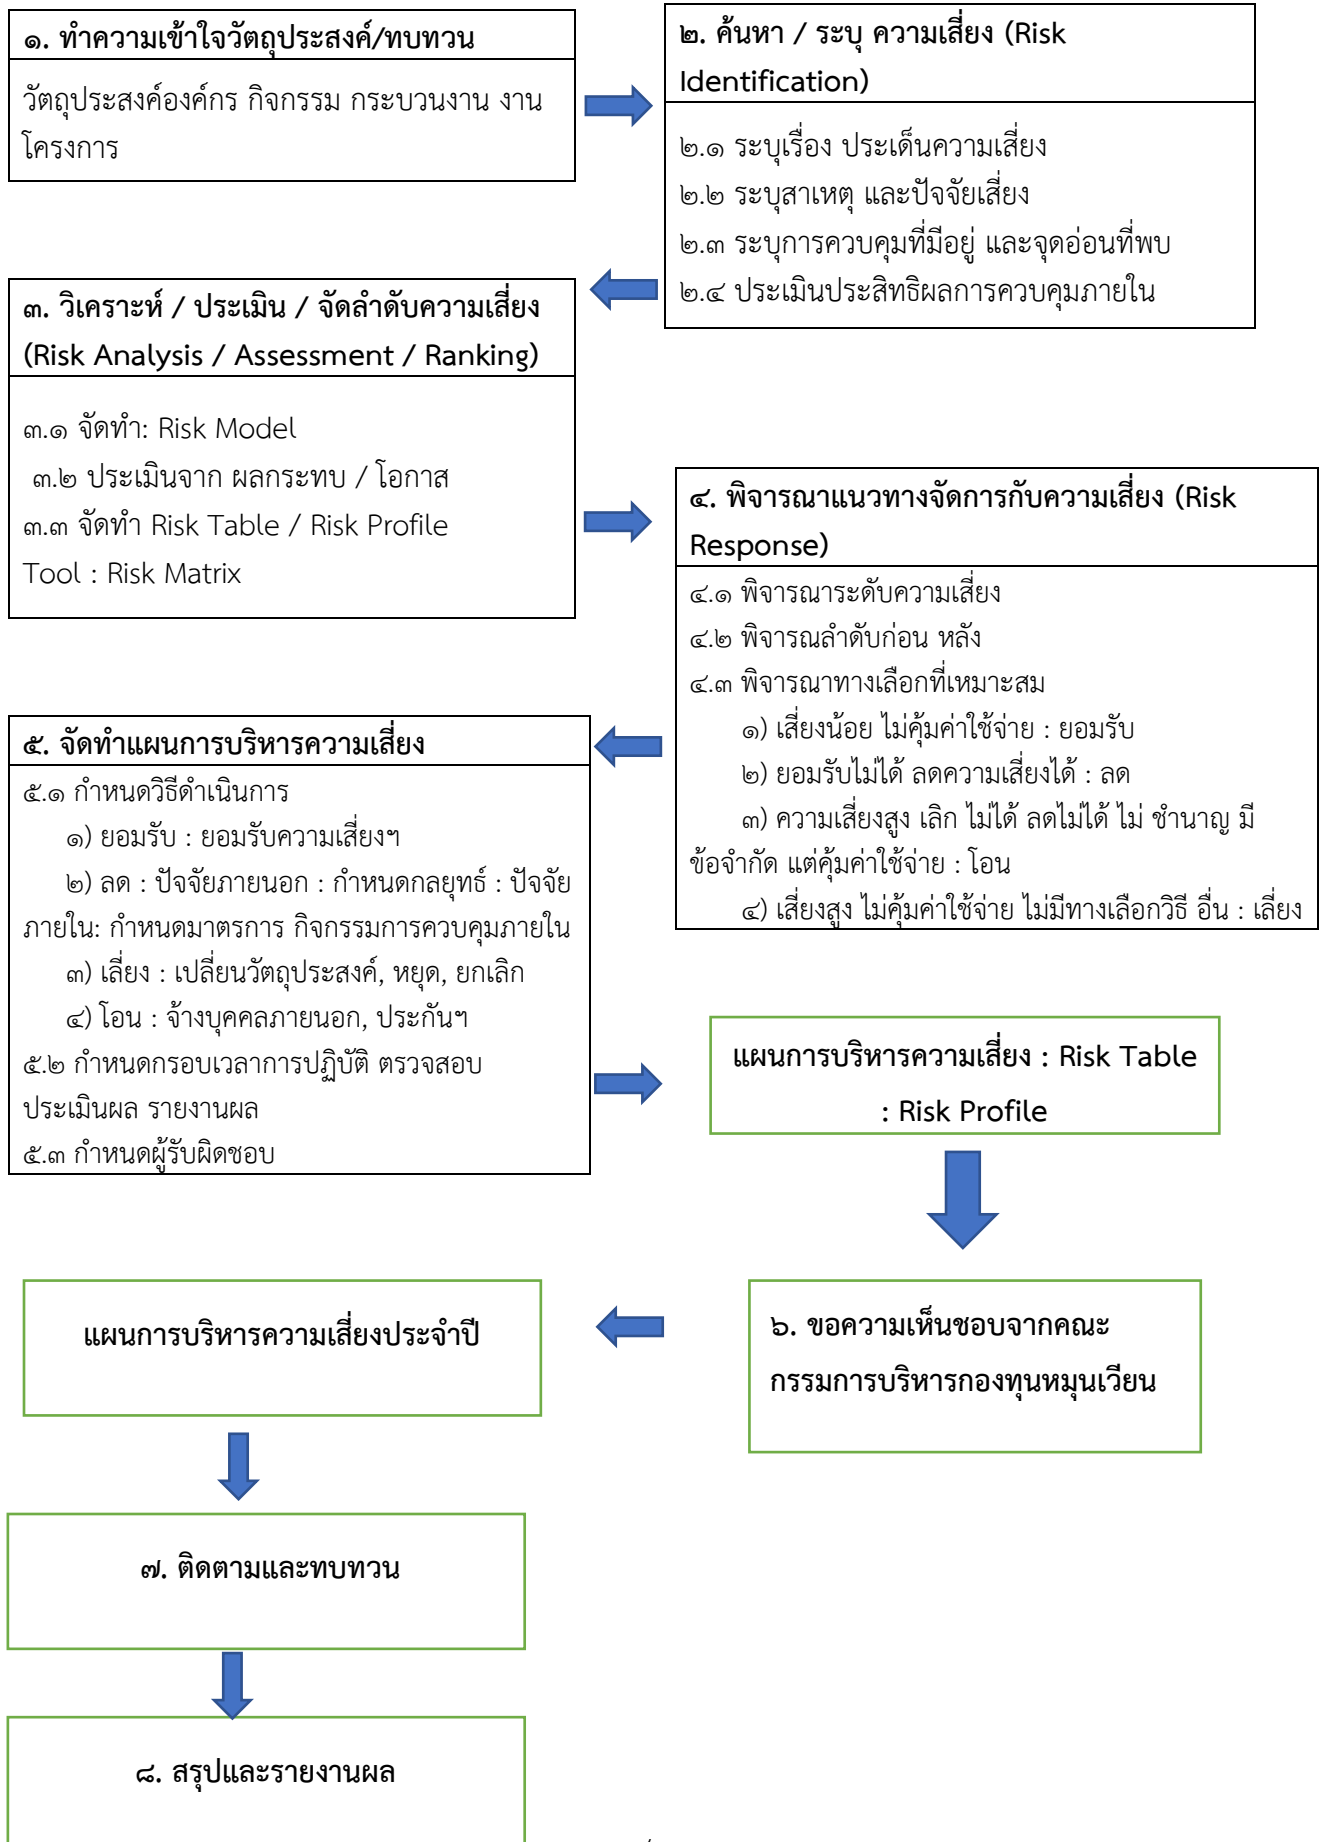 ๑. ทำความเข้าใจวัตถุประสงค์/ทบทวน
วัตถุประสงค์องค์กร กิจกรรม กระบวนงาน งาน
โครงการ
๒. ค้นหา / ระบุ ความเสี่ยง (Risk
Identification)
๒.๑ ระบุเรื่อง ประเด็นความเสี่ยง
๒.๒ ระบุสาเหตุ และปัจจัยเสี่ยง
๒.๓ ระบุการควบคุมที่มีอยู่ และจุดอ่อนที่พบ
๒.๔ ประเมินประสิทธิผลการควบคุมภายใน
๓. วิเคราะห์ / ประเมิน / จัดลำดับความเสี่ยง
(Risk Analysis / Assessment / Ranking)
๓.๑ จัดทำ: Risk Model
๓.๒ ประเมินจาก ผลกระทบ / โอกาส
๓.๓ จัดทำ Risk Table / Risk Profile
Tool : Risk Matrix
๔. พิจารณาแนวทางจัดการกับความเสี่ยง (Risk
Response)
๔.๑ พิจารณาระดับความเสี่ยง
๔.๒ พิจารณลำดับก่อน หลัง
๔.๓ พิจารณาทางเลือกที่เหมาะสม
๑) เสี่ยงน้อย ไม่คุ้มค่าใช้จ่าย : ยอมรับ
๒) ยอมรับไม่ได้ ลดความเสี่ยงได้ : ลด
๓) ความเสี่ยงสูง เลิก ไม่ได้ ลดไม่ได้ ไม่ ชำนาญ มี
ข้อจำกัด แต่คุ้มค่าใช้จ่าย : โอน
๔) เสี่ยงสูง ไม่คุ้มค่าใช้จ่าย ไม่มีทางเลือกวิธี อื่น : เลี่ยง
๕. จัดทำแผนการบริหารความเสี่ยง
๕.๑ กำหนดวิธีดำเนินการ
๑) ยอมรับ : ยอมรับความเสี่ยงฯ
๒) ลด : ปัจจัยภายนอก : กำหนดกลยุทธ์ : ปัจจัย
ภายใน: กำหนดมาตรการ กิจกรรมการควบคุมภายใน
๓) เลี่ยง : เปลี่ยนวัตถุประสงค์, หยุด, ยกเลิก
๔) โอน : จ้างบุคคลภายนอก, ประกันฯ
๕.๒ กำหนดกรอบเวลาการปฏิบัติ ตรวจสอบ
ประเมินผล รายงานผล
๕.๓ กำหนดผู้รับผิดชอบ
แผนการบริหารความเสี่ยง : Risk Table
: Risk Profile
๖. ขอความเห็นชอบจากคณะ
กรรมการบริหารกองทุนหมุนเวียน
แผนการบริหารความเสี่ยงประจำปี
๗. ติดตามและทบทวน
๘. สรุปและรายงานผล